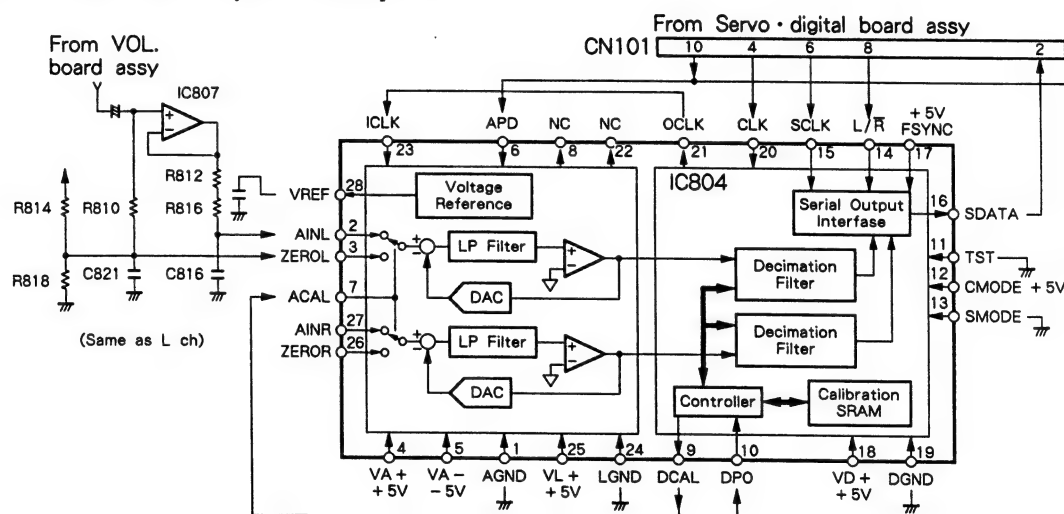 From Servo・digital board assy
CN101 10 4 6 8 2
From VOL.
board assy
IC807
ICLK APD NC NC OCLK CLK SCLK L/R̅ +5V
FSYNC
23 6 8 22 21 20 15 14 17
IC804
R812
R814 R810 R816
R818 C821 C816
(Same as L ch)
VREF 28
Voltage
Reference
Serial Output
Interfase
16 SDATA
AINL 2
ZEROL 3
+
−
LP Filter
+
−
DAC
Decimation
Filter
11 TST
12 CMODE +5V
13 SMODE
ACAL 7
AINR 27
ZEROR 26
+
−
LP Filter
+
−
DAC
Decimation
Filter
Controller
Calibration
SRAM
4 5 1 25 24 9 10 18 19
VA+ VA- AGND VL+ LGND DCAL DPO VD+ DGND
+5V -5V +5V +5V